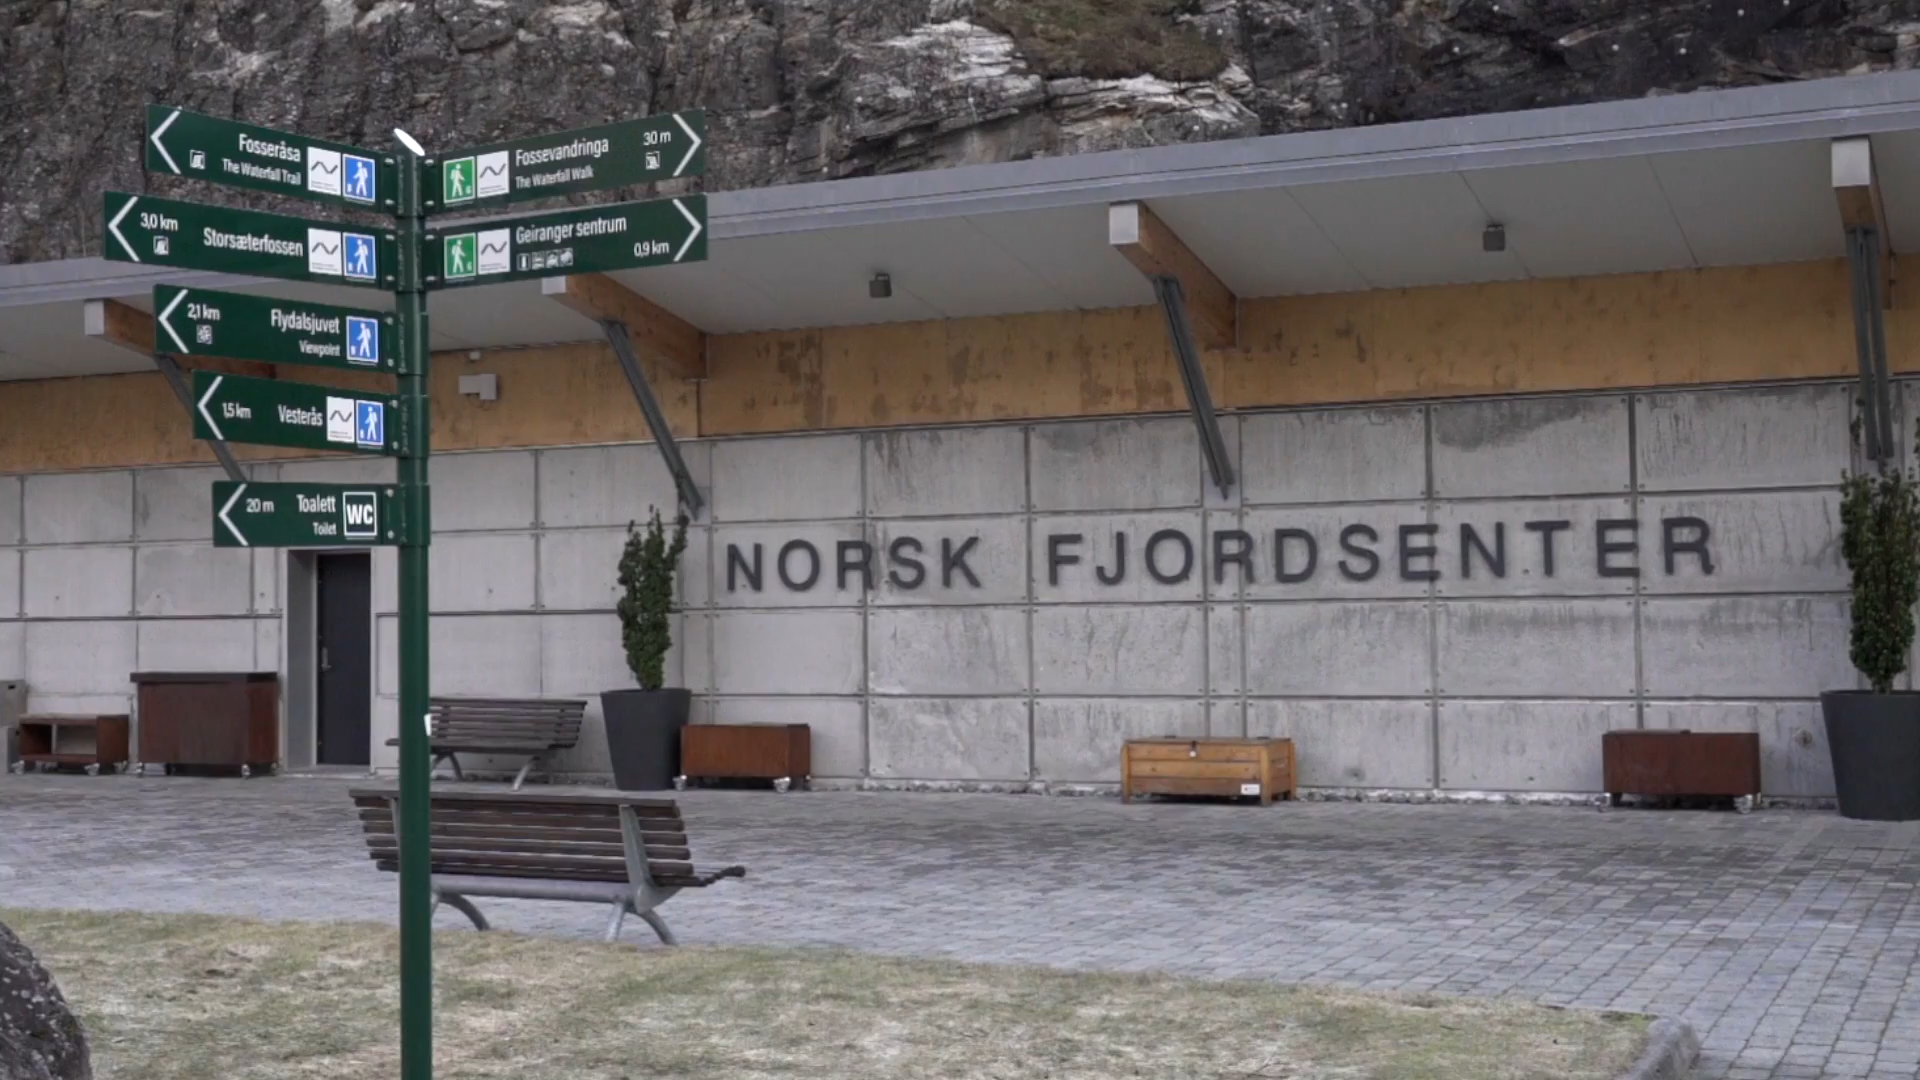 Fosseråsa
The Waterfall Trail
3,0 km
Storsæterfossen
2,1 km
Flydalsjuvet
Viewpoint
1,5 km
Vesterås
20 m
Toalett
Toilet
WC
Fossevandringa
30 m
The Waterfall Walk
Geiranger sentrum
0,9 km
NORSK FJORDSENTER